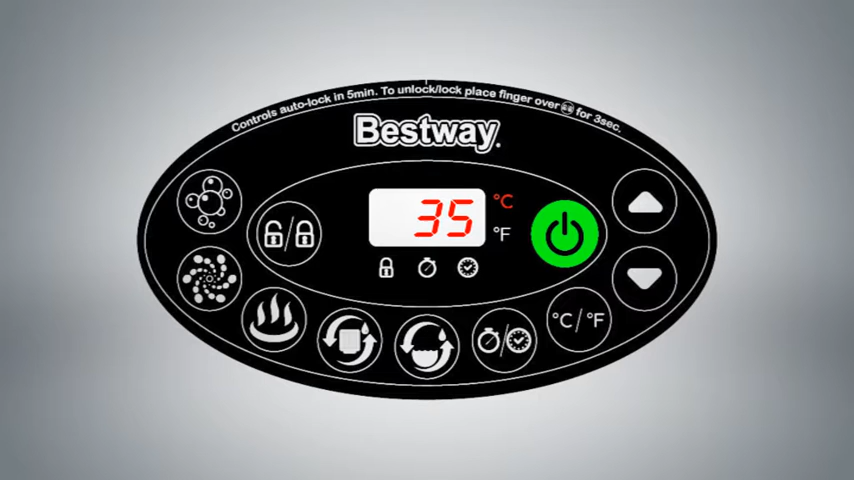 Controls auto-lock in 5min. To unlock/lock place finger over for 3sec.
Bestway
35
°C
°F
°C/°F